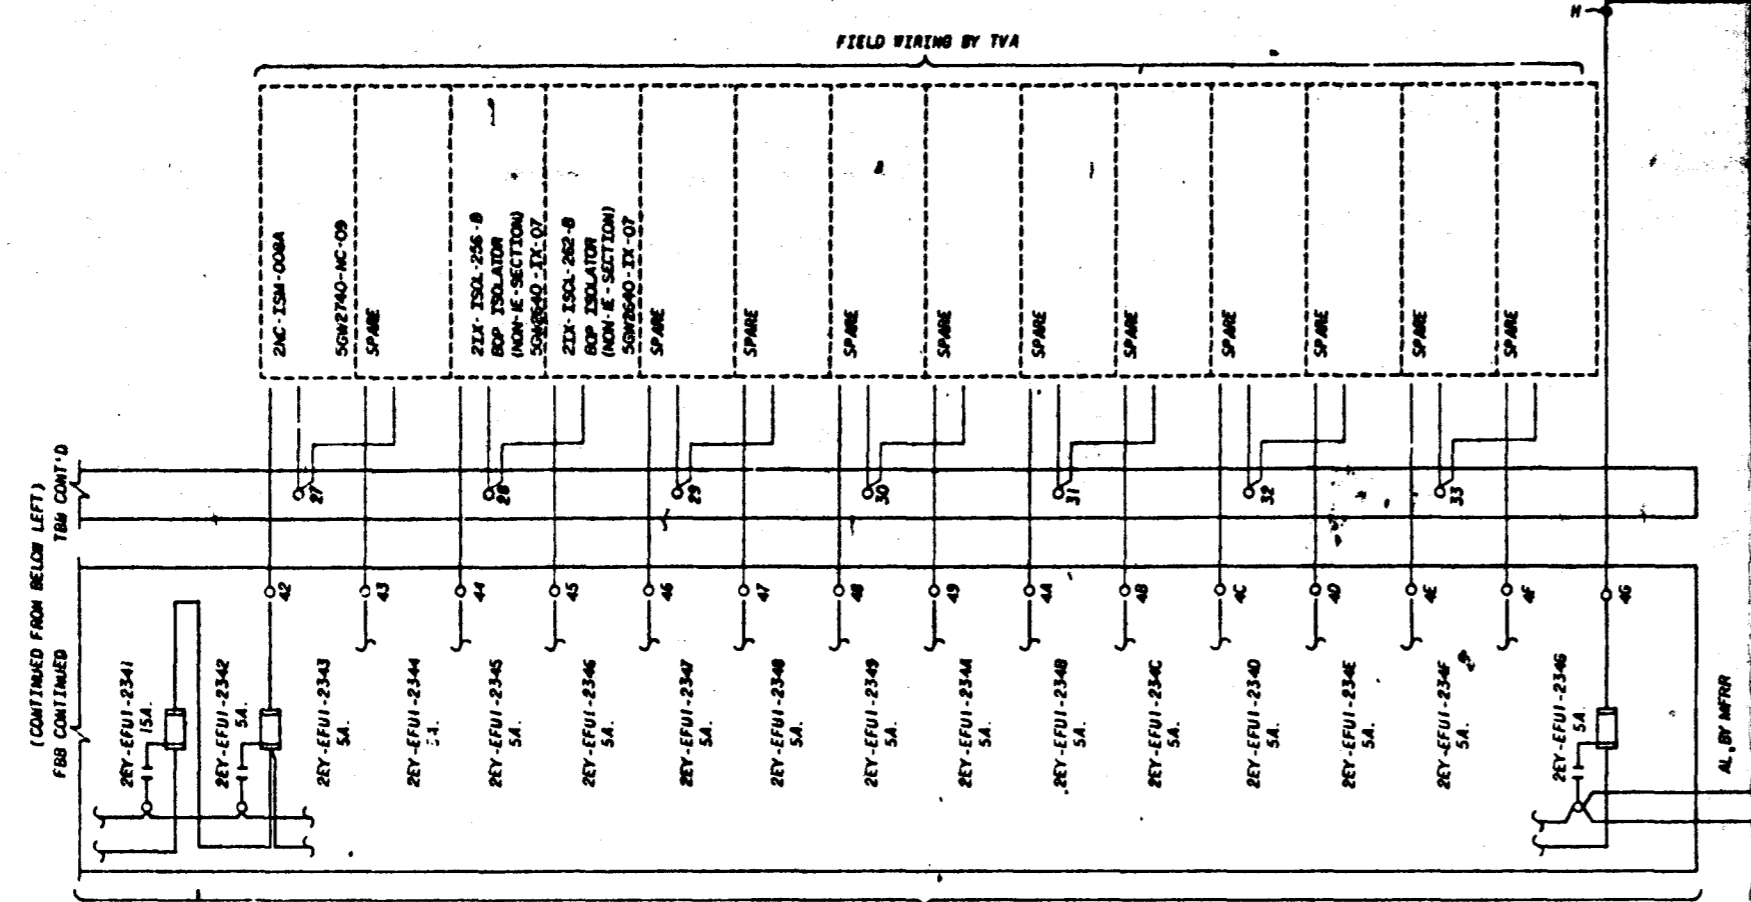 M
FIELD WIRING BY TVA
2NC-ISM-008A
5GW2740-NC-09
SPARE
2IX-ISOL-256-B
BOP ISOLATOR
(NON-1E-SECTION)
5GW2640-IX-07
2IX-ISOL-262-B
BOP ISOLATOR
(NON-1E-SECTION)
5GW2640-IX-07
SPARE
SPARE
SPARE
SPARE
SPARE
SPARE
SPARE
SPARE
SPARE
SPARE
(CONTINUED FROM BELOW LEFT)
TBW CONT'D
27
28
29
30
31
32
33
FBB CONTINUED
42
43
44
45
46
47
48
49
4A
4B
4C
4D
4E
4F
4G
2EY-EFU1-2341
15A.
2EY-EFU1-2342
5A.
2EY-EFU1-2343
5A.
2EY-EFU1-2344
5A.
2EY-EFU1-2345
5A.
2EY-EFU1-2346
5A.
2EY-EFU1-2347
5A.
2EY-EFU1-2348
5A.
2EY-EFU1-2349
5A.
2EY-EFU1-234A
5A.
2EY-EFU1-234B
5A.
2EY-EFU1-234C
5A.
2EY-EFU1-234D
5A.
2EY-EFU1-234E
5A.
2EY-EFU1-234F
5A.
2EY-EFU1-234G
5A.
BY MFRR